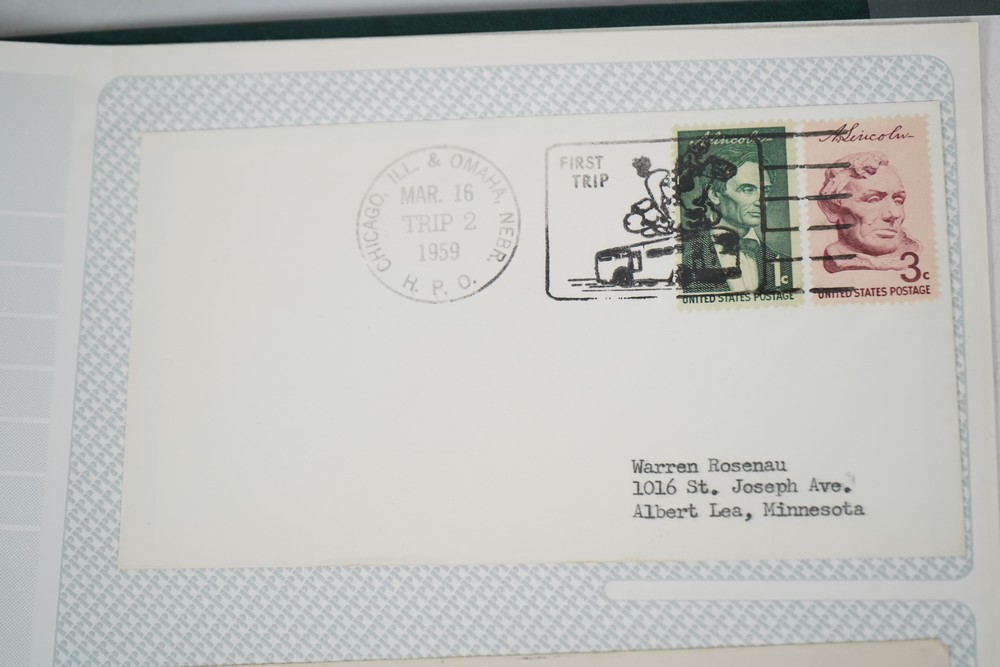 CHICAGO, ILL. & OMAHA, NEBR.
MAR. 16
TRIP 2
1959
H. P. O.
FIRST
TRIP
A. Lincoln
1c
UNITED STATES POSTAGE
A. Lincoln
3c
UNITED STATES POSTAGE
Warren Rosenau
1016 St. Joseph Ave.
Albert Lea, Minnesota